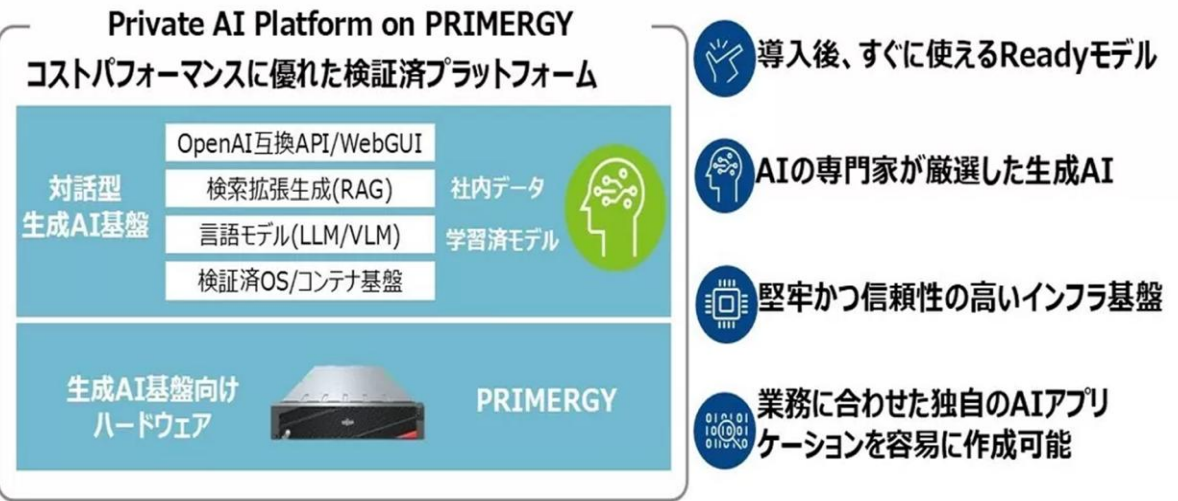 Private AI Platform on PRIMERGY
コストパフォーマンスに優れた検証済プラットフォーム
対話型
生成AI基盤
OpenAI互換API/WebGUI
検索拡張生成(RAG)
言語モデル(LLM/VLM)
検証済OS/コンテナ基盤
社内データ
学習済モデル
生成AI基盤向け
ハードウェア
PRIMERGY
導入後、すぐに使えるReadyモデル
AIの専門家が厳選した生成AI
堅牢かつ信頼性の高いインフラ基盤
業務に合わせた独自のAIアプリ
ケーションを容易に作成可能